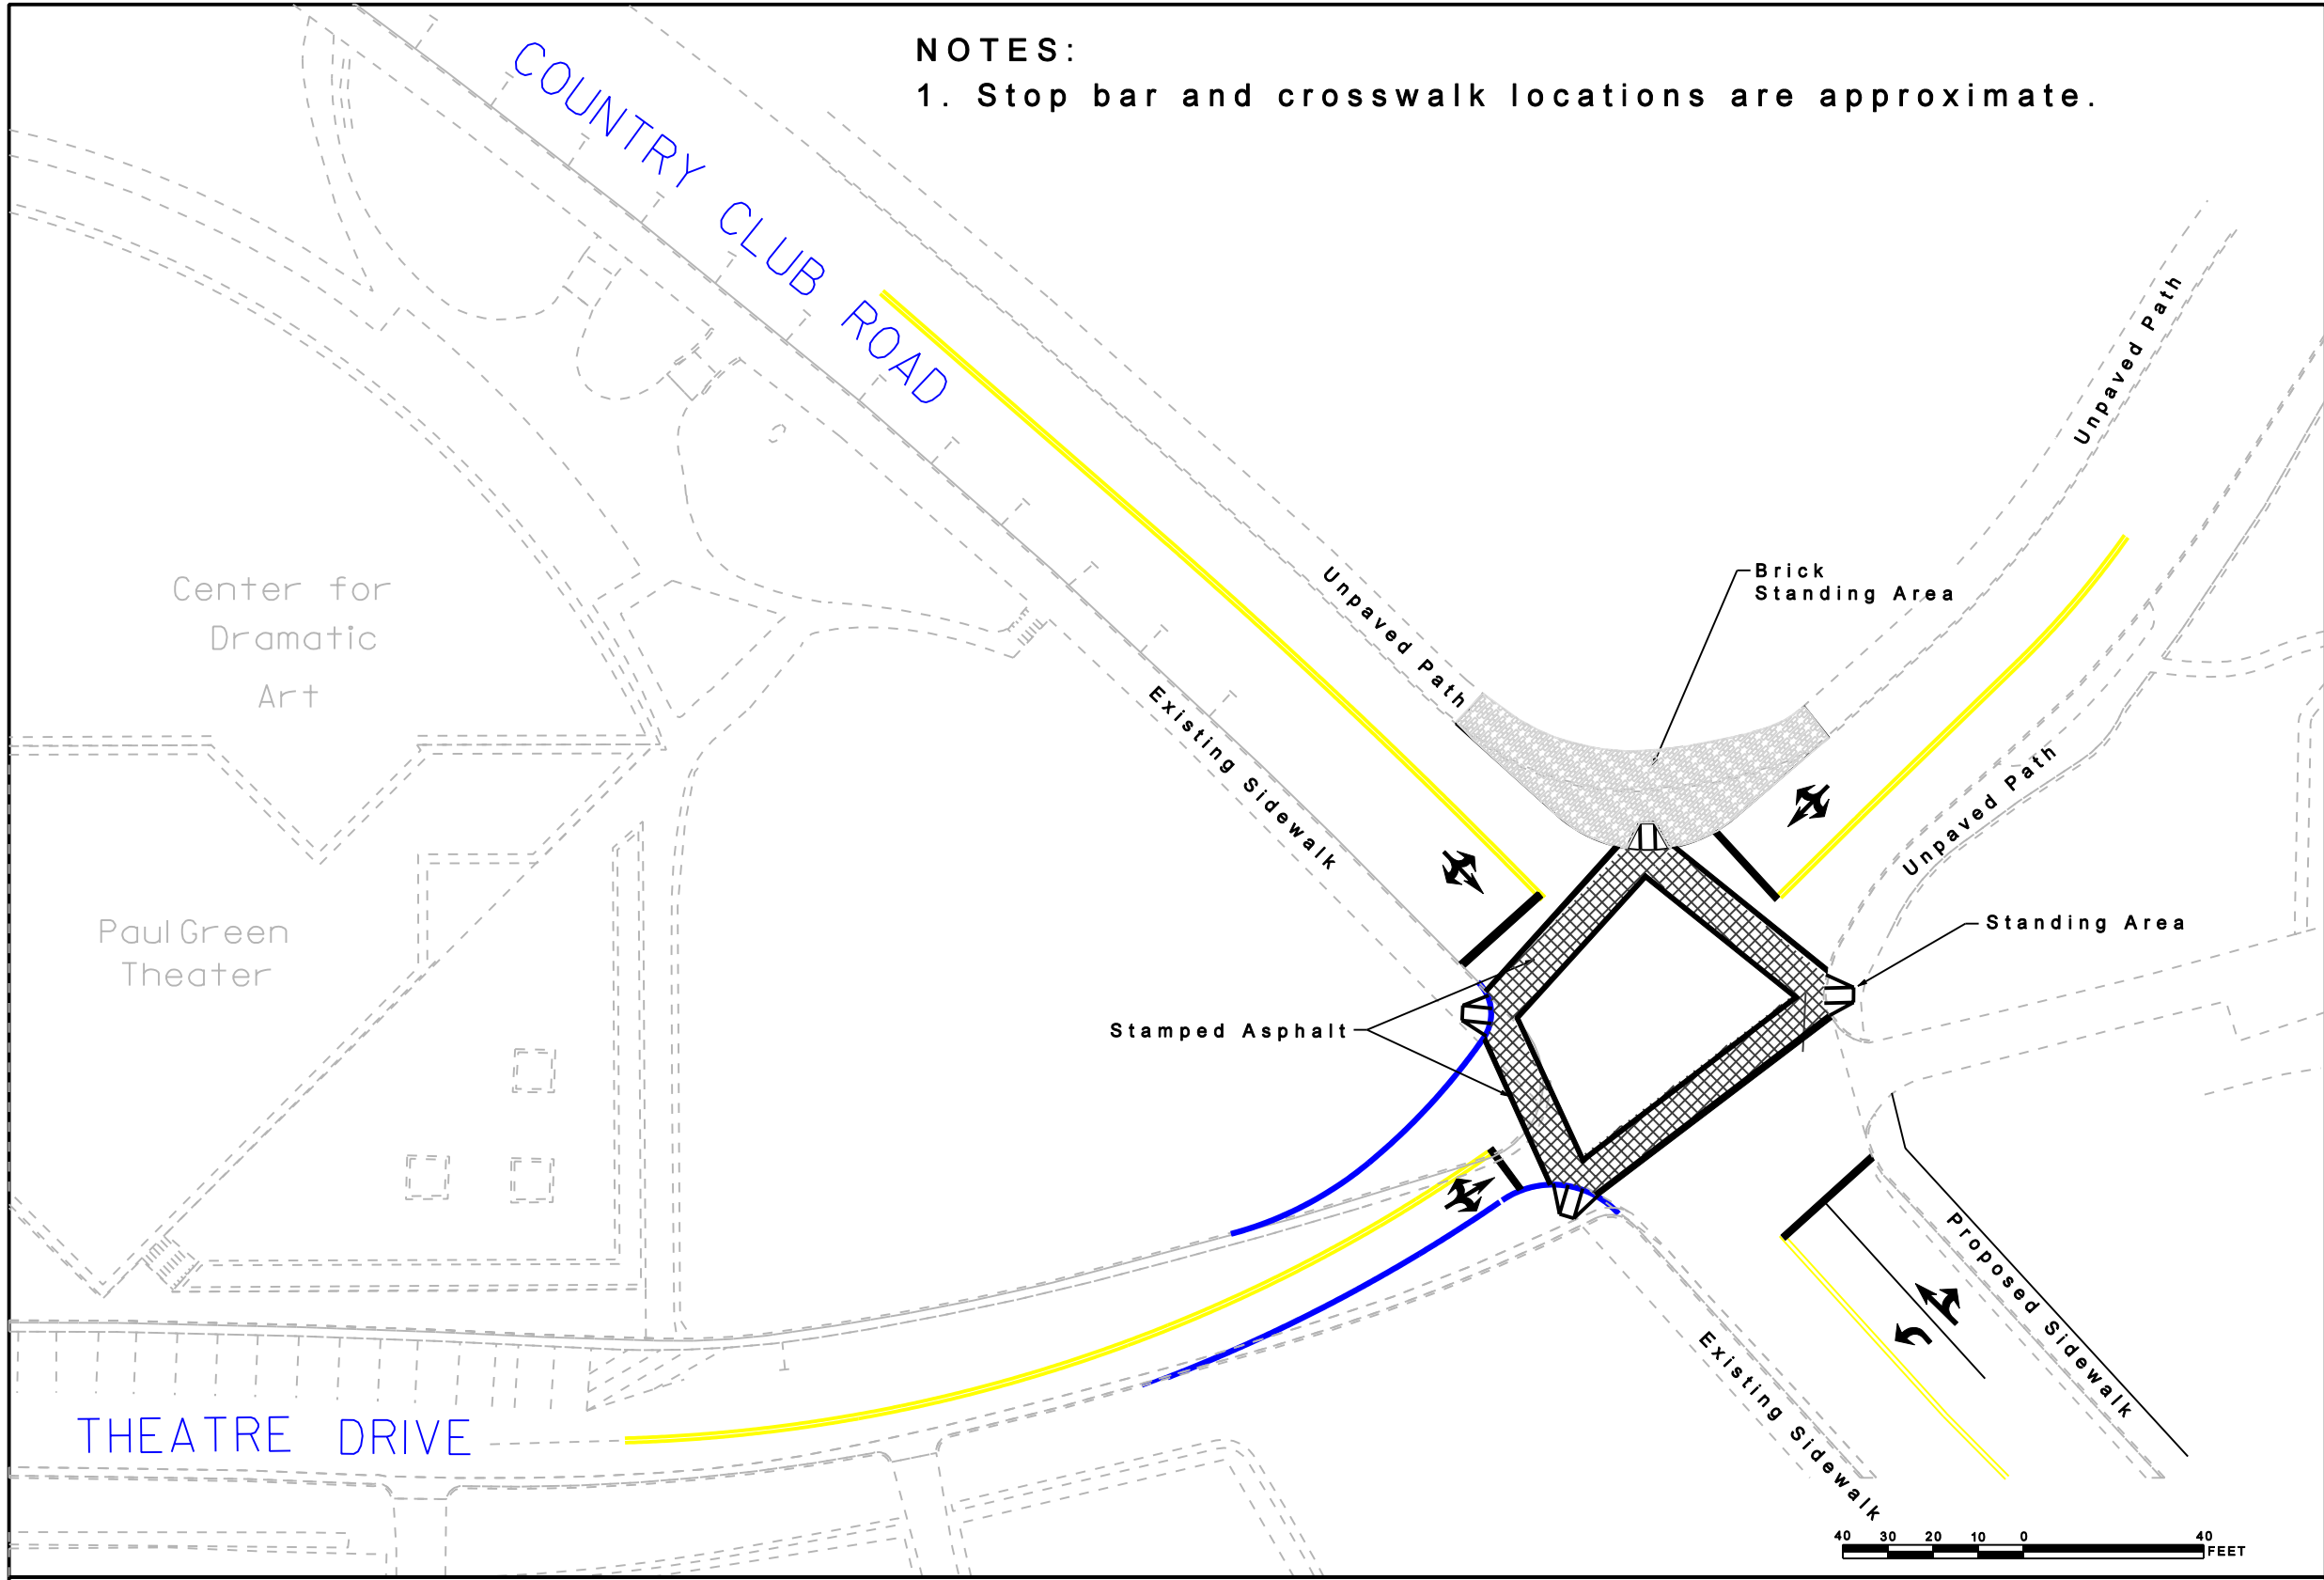 NOTES:
1. Stop bar and crosswalk locations are approximate.
COUNTRY CLUB ROAD
Unpaved Path
Brick
Standing Area
Unpaved Path
Center for
Dramatic
Art
Existing Sidewalk
Unpaved Path
Paul Green
Theater
Standing Area
Stamped Asphalt
Proposed Sidewalk
Existing Sidewalk
THEATRE DRIVE
40 30 20 10 0 40
FEET